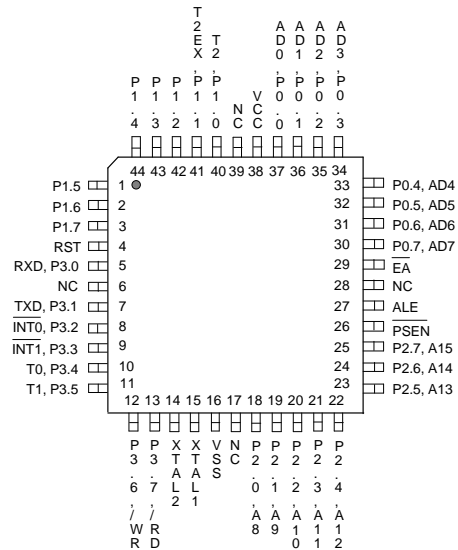 T2EX, P1.1
T2, P1.0
AD0, P0.0
AD1, P0.1
AD2, P0.2
AD3, P0.3
P1.4
P1.3
P1.2
NC
VCC
44 43 42 41 40 39 38 37 36 35 34
P1.5 1
P1.6 2
P1.7 3
RST 4
RXD, P3.0 5
NC 6
TXD, P3.1 7
INT0, P3.2 8
INT1, P3.3 9
T0, P3.4 10
T1, P3.5 11
33 P0.4, AD4
32 P0.5, AD5
31 P0.6, AD6
30 P0.7, AD7
29 EA
28 NC
27 ALE
26 PSEN
25 P2.7, A15
24 P2.6, A14
23 P2.5, A13
12 13 14 15 16 17 18 19 20 21 22
P3.6, /WR
P3.7, /RD
XTAL2
XTAL1
VSS
NC
P2.0, A8
P2.1, A9
P2.2, A10
P2.3, A11
P2.4, A12